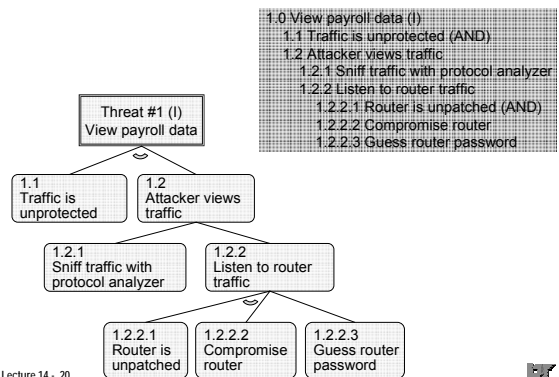 1.0 View payroll data (I)
1.1 Traffic is unprotected (AND)
1.2 Attacker views traffic
1.2.1 Sniff traffic with protocol analyzer
1.2.2 Listen to router traffic
1.2.2.1 Router is unpatched (AND)
1.2.2.2 Compromise router
1.2.2.3 Guess router password
Threat #1 (I)
View payroll data
1.1
Traffic is
unprotected
1.2
Attacker views
traffic
1.2.1
Sniff traffic with
protocol analyzer
1.2.2
Listen to router
traffic
1.2.2.1
Router is
unpatched
1.2.2.2
Compromise
router
1.2.2.3
Guess router
password
Lecture 14 - 20